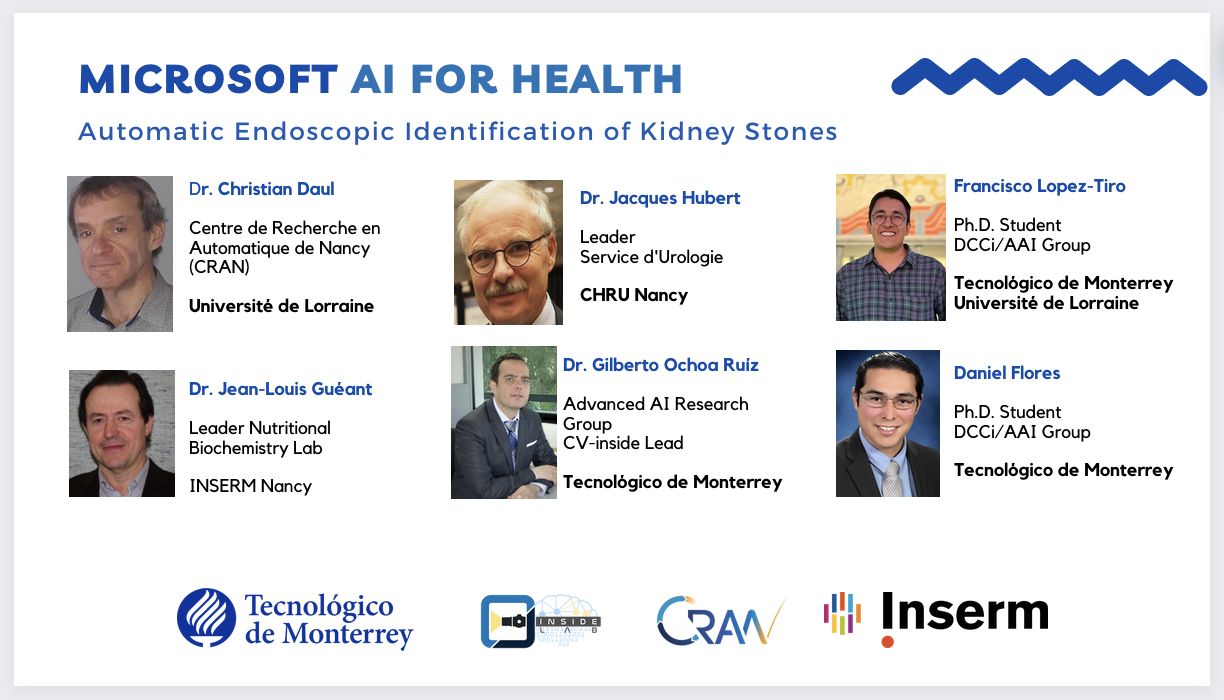 MICROSOFT AI FOR HEALTH
Automatic Endoscopic Identification of Kidney Stones
Dr. Christian Daul
Centre de Recherche en
Automatique de Nancy
(CRAN)
Université de Lorraine
Dr. Jacques Hubert
Leader
Service d'Urologie
CHRU Nancy
Francisco Lopez-Tiro
Ph.D. Student
DCCi/AAI Group
Tecnológico de Monterrey
Université de Lorraine
Dr. Jean-Louis Guéant
Leader Nutritional
Biochemistry Lab
INSERM Nancy
Dr. Gilberto Ochoa Ruíz
Advanced AI Research
Group
CV-inside Lead
Tecnológico de Monterrey
Daniel Flores
Ph.D. Student
DCCi/AAI Group
Tecnológico de Monterrey
Tecnológico
de Monterrey
INSIDE
LAB
CRAN
Inserm